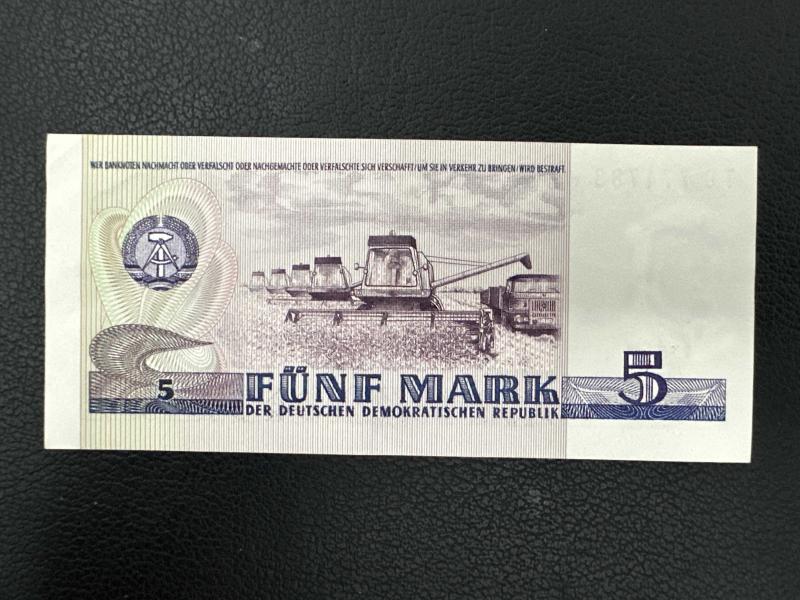 WER BANKNOTEN NACHMACHT ODER VERFÄLSCHT ODER NACHGEMACHTE ODER VERFÄLSCHTE SICH VERSCHAFFT/UM SIE IN VERKEHR ZU BRINGEN/WIRD BESTRAFT.
5
5 FÜNF MARK
DER DEUTSCHEN DEMOKRATISCHEN REPUBLIK